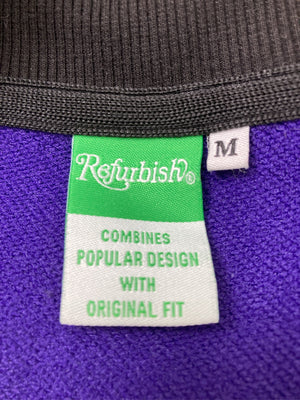 Refurbish®
M
COMBINES
POPULAR DESIGN
WITH
ORIGINAL FIT